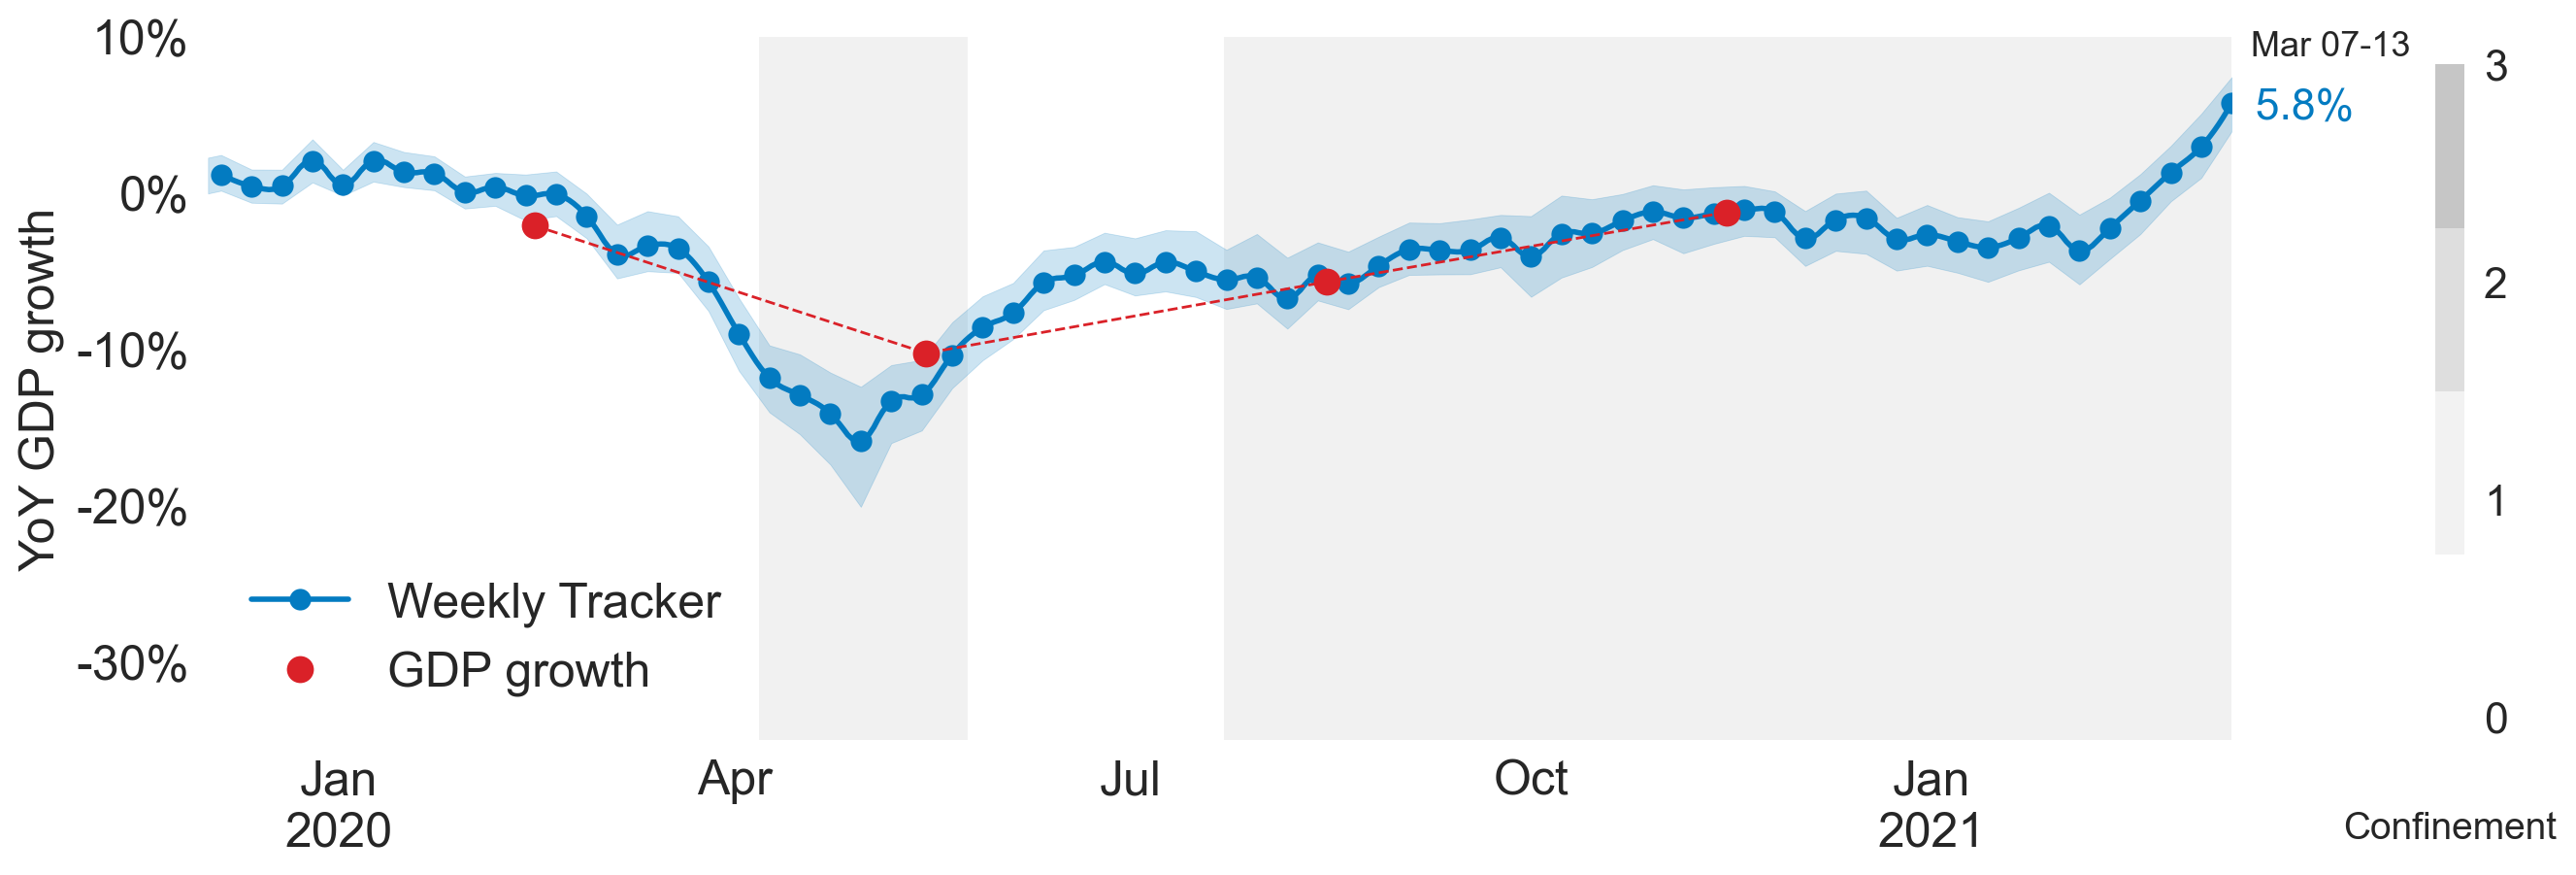 10%
0%
-10%
-20%
-30%
YoY GDP growth
Weekly Tracker
GDP growth
Jan
2020
Apr
Jul
Oct
Jan
2021
Mar 07-13
5.8%
3
2
1
0
Confinement